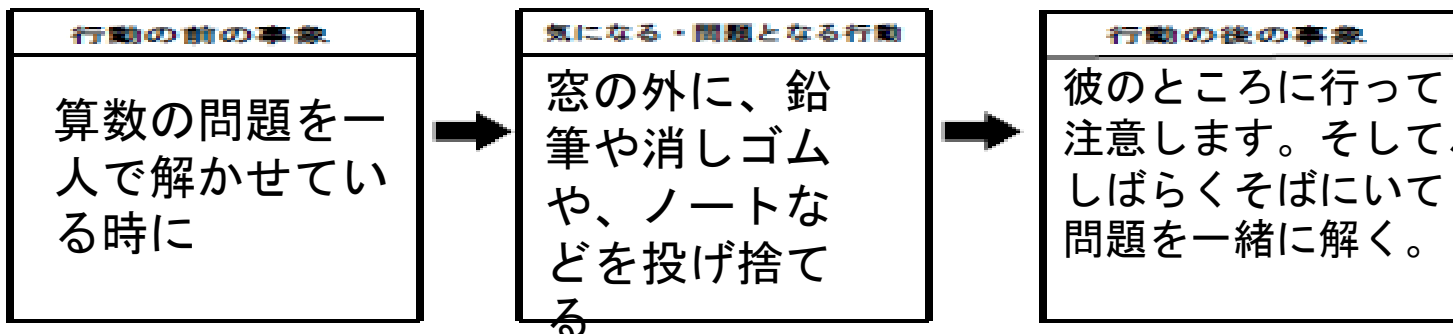 行動の前の事象
算数の問題を一
人で解かせてい
る時に
気になる・問題となる行動
窓の外に、鉛
筆や消しゴム
や、ノートな
どを投げ捨て
る
行動の後の事象
彼のところに行って
注意します。そして、
しばらくそばにいて
問題を一緒に解く。